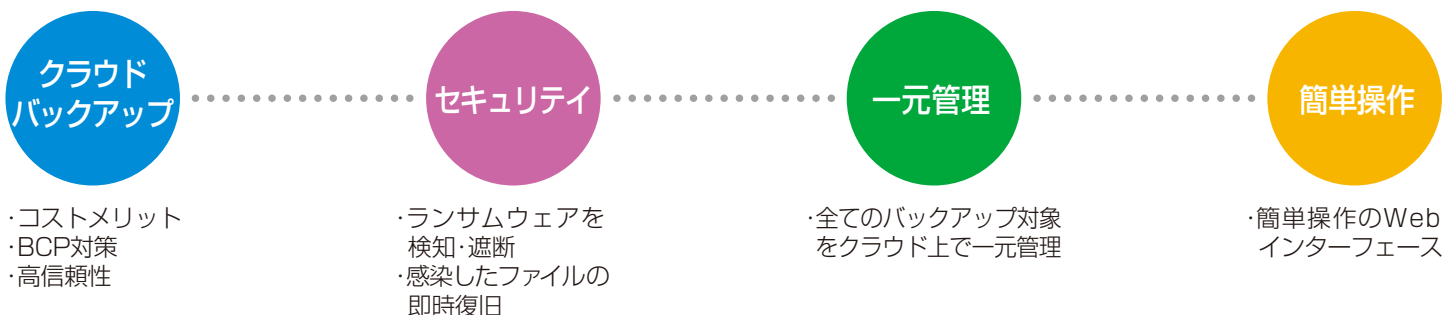 クラウド
バックアップ
セキュリテイ
一元管理
簡単操作
・コストメリット
・BCP対策
・高信頼性
・ランサムウェアを
検知・遮断
・感染したファイルの
即時復旧
・全てのバックアップ対象
をクラウド上で一元管理
・簡単操作のWeb
インターフェース